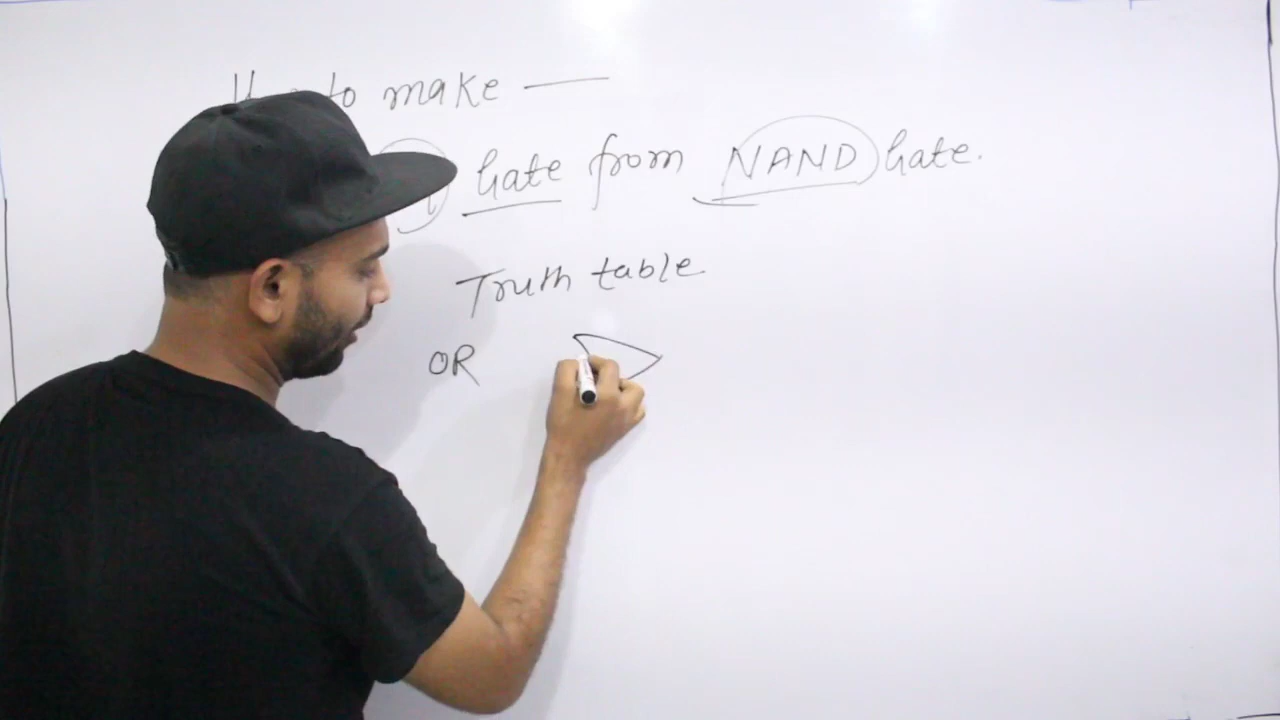 to make —
Gate from NAND Gate.
Truth table
OR